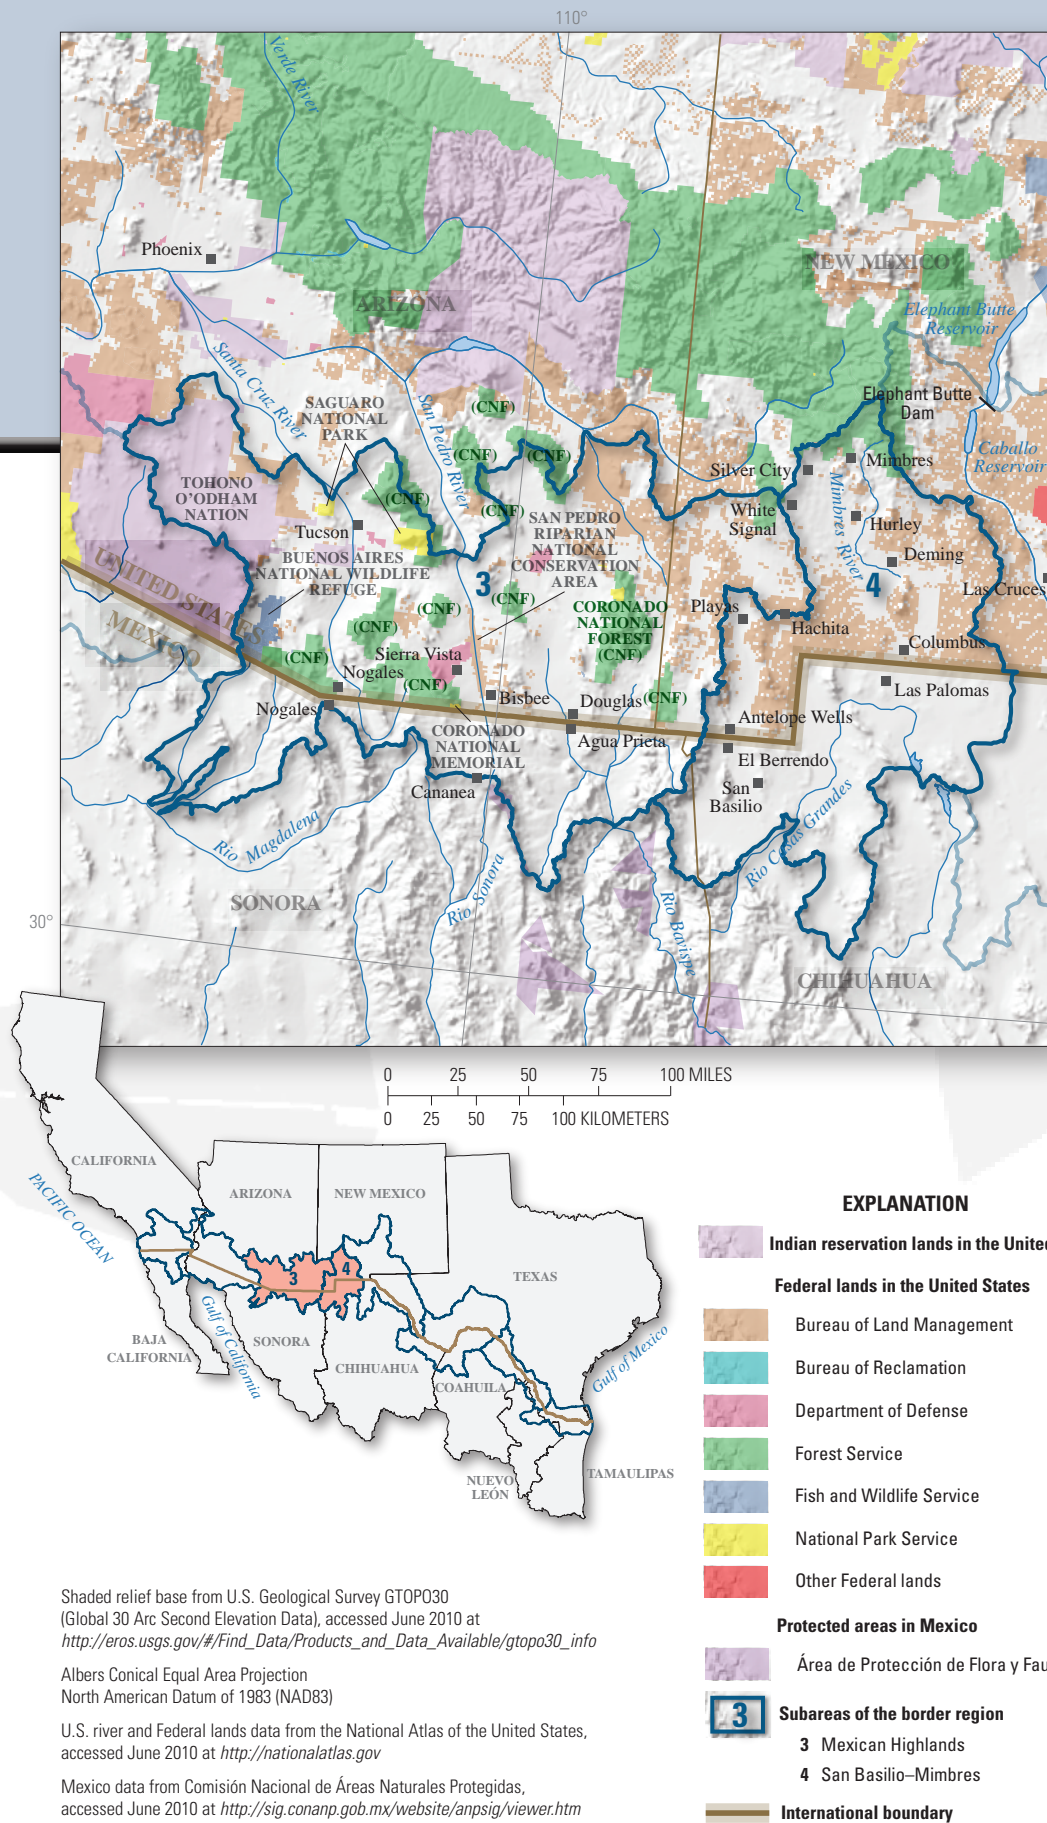 110°
Verde River
Phoenix
ARIZONA
NEW MEXICO
Elephant Butte
Reservoir
Santa Cruz River
SAGUARO
NATIONAL
PARK
San Pedro River
(CNF)
Elephant Butte
Dam
(CNF)
(CNF)
Caballo
Reservoir
Silver City
Mimbres
TOHONO
O'ODHAM
NATION
(CNF)
(CNF)
White
Signal
Mimbres River
Hurley
Tucson
SAN PEDRO
RIPARIAN
NATIONAL
CONSERVATION
AREA
BUENOS AIRES
NATIONAL WILDLIFE
REFUGE
Deming
UNITED STATES
MEXICO
3
4
Las Cruces
(CNF)
(CNF)
(CNF)
CORONADO
NATIONAL
FOREST
(CNF)
Playas
Hachita
Columbus
(CNF)
Sierra Vista
Nogales
(CNF)
Las Palomas
Nogales
Bisbee
Douglas
(CNF)
Antelope Wells
CORONADO
NATIONAL
MEMORIAL
Agua Prieta
El Berrendo
Cananea
San
Basilio
Rio Magdalena
Rio Casas Grandes
Rio Sonora
Rio Bavispe
SONORA
30°
CHIHUAHUA
0 25 50 75 100 MILES
0 25 50 75 100 KILOMETERS
CALIFORNIA
ARIZONA
NEW MEXICO
PACIFIC OCEAN
3
4
TEXAS
Gulf of California
BAJA
CALIFORNIA
SONORA
CHIHUAHUA
COAHUILA
Gulf of Mexico
NUEVO
LEÓN
TAMAULIPAS
EXPLANATION
Indian reservation lands in the United
Federal lands in the United States
Bureau of Land Management
Bureau of Reclamation
Department of Defense
Forest Service
Fish and Wildlife Service
National Park Service
Other Federal lands
Protected areas in Mexico
Área de Protección de Flora y Fau
3 Subareas of the border region
3 Mexican Highlands
4 San Basilio–Mimbres
International boundary
Shaded relief base from U.S. Geological Survey GTOPO30
(Global 30 Arc Second Elevation Data), accessed June 2010 at
http://eros.usgs.gov/#/Find_Data/Products_and_Data_Available/gtopo30_info
Albers Conical Equal Area Projection
North American Datum of 1983 (NAD83)
U.S. river and Federal lands data from the National Atlas of the United States,
accessed June 2010 at http://nationalatlas.gov
Mexico data from Comisión Nacional de Áreas Naturales Protegidas,
accessed June 2010 at http://sig.conanp.gob.mx/website/anpsig/viewer.htm